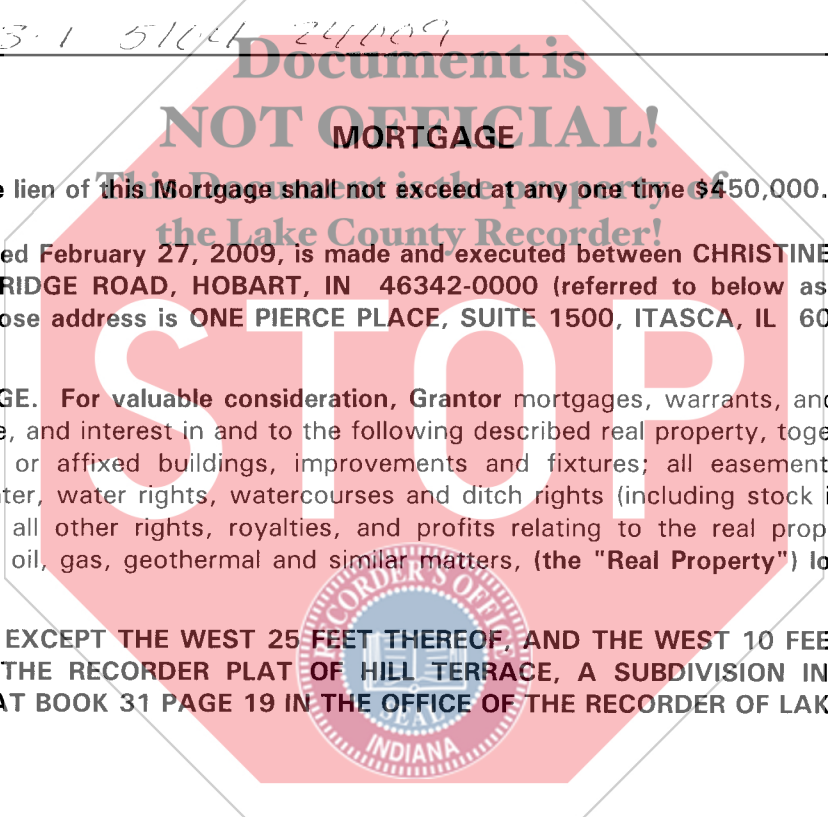 Document is
NOT OFFICIAL!
MORTGAGE
This Document is the property of
lien of this Mortgage shall not exceed at any one time $450,000.
the Lake County Recorder!
ed February 27, 2009, is made and executed between CHRISTINE
RIDGE ROAD, HOBART, IN 46342-0000 (referred to below as
ose address is ONE PIERCE PLACE, SUITE 1500, ITASCA, IL 60
STOP
GE. For valuable consideration, Grantor mortgages, warrants, and
e, and interest in and to the following described real property, toge
or affixed buildings, improvements and fixtures; all easement
ter, water rights, watercourses and ditch rights (including stock i
all other rights, royalties, and profits relating to the real prop
oil, gas, geothermal and similar matters, (the "Real Property") lo
RECORDER'S OFFICE
EXCEPT THE WEST 25 FEET THEREOF, AND THE WEST 10 FEE
THE RECORDER PLAT OF HILL TERRACE, A SUBDIVISION IN
AT BOOK 31 PAGE 19 IN THE OFFICE OF THE RECORDER OF LAK
SEAL
INDIANA